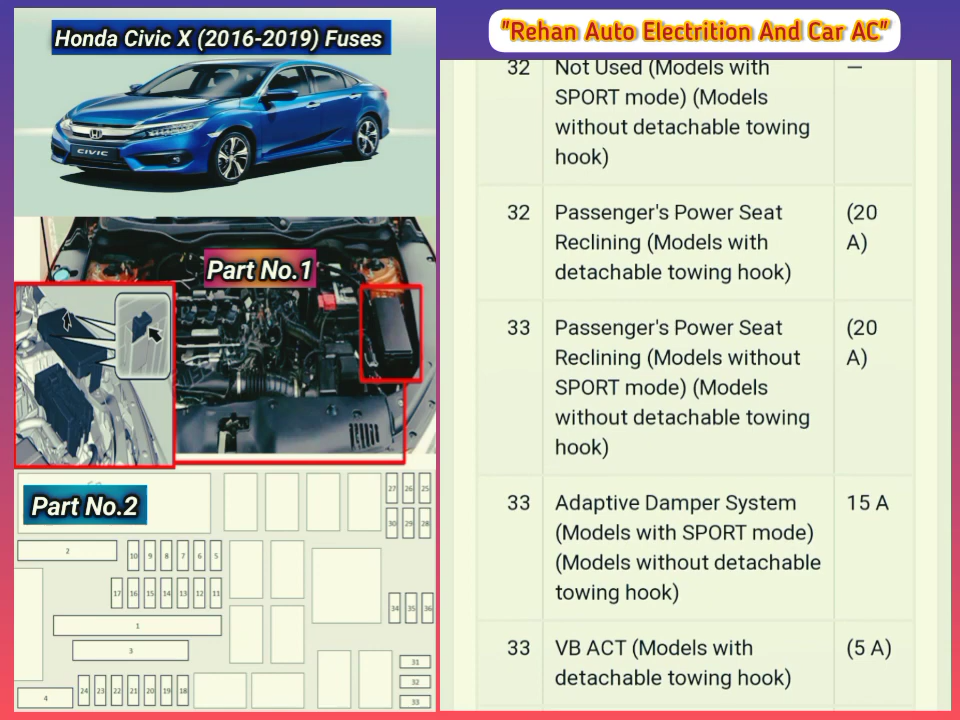 Honda Civic X (2016-2019) Fuses
CIVIC
Part No.1
Part No.2
27 26 25
30 29 28
2
10 9 8 7 6 5
17 16 15 14 13 12 11
34 35 36
1
3
31
32
33
4
24 23 22 21 20 19 18
"Rehan Auto Electrition And Car AC"
32 Not Used (Models with —
SPORT mode) (Models
without detachable towing
hook)
32 Passenger's Power Seat (20
Reclining (Models with A)
detachable towing hook)
33 Passenger's Power Seat (20
Reclining (Models without A)
SPORT mode) (Models
without detachable towing
hook)
33 Adaptive Damper System 15 A
(Models with SPORT mode)
(Models without detachable
towing hook)
33 VB ACT (Models with (5 A)
detachable towing hook)